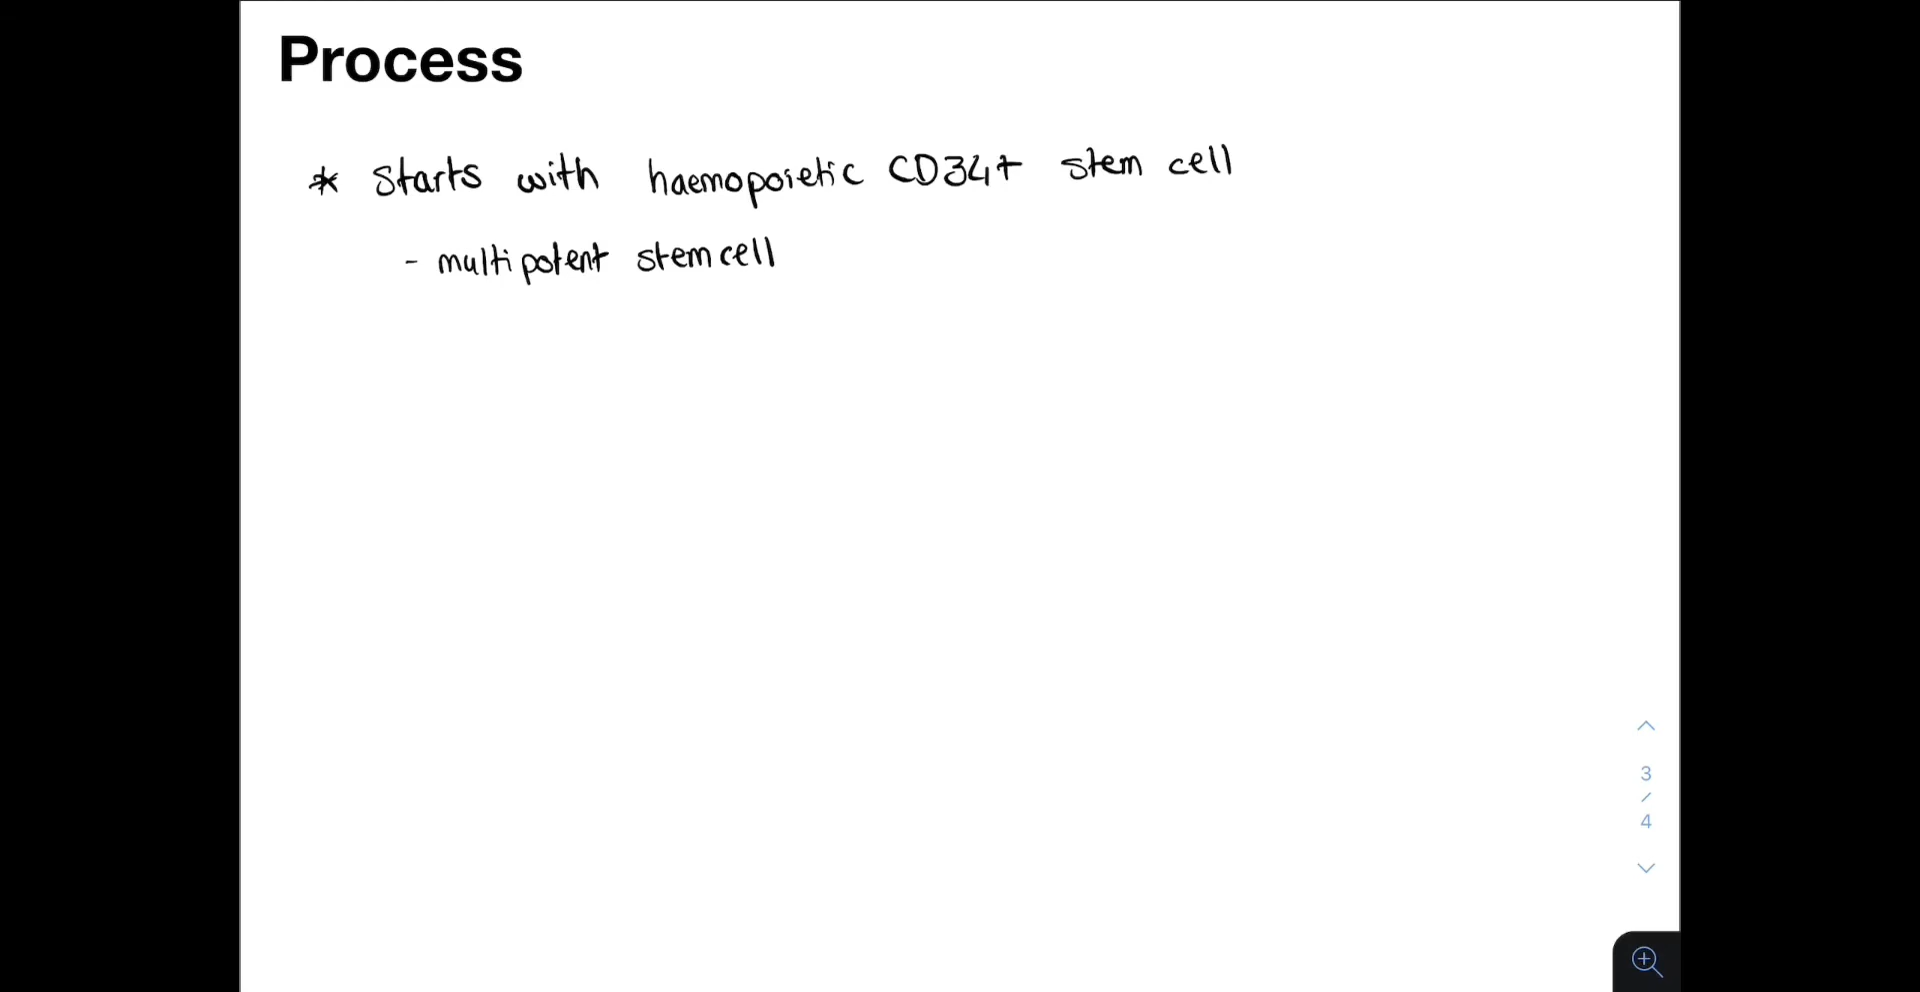 Process
* starts with haemopoietic CD34+ stem cell
- multipotent stem cell
3
/
4